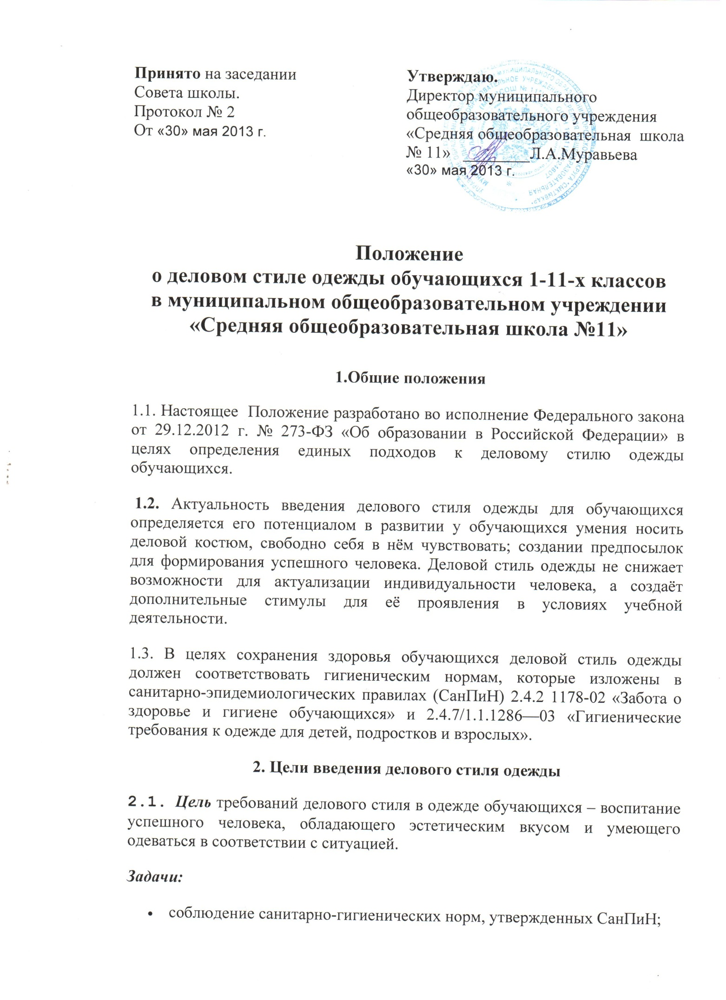 Принято на заседании
Совета школы.
Протокол № 2
От «30» мая 2013 г.
Утверждаю.
Директор муниципального
общеобразовательного учреждения
«Средняя общеобразовательная школа
№ 11» ________Л.А.Муравьева
«30» мая 2013 г.
Положение
о деловом стиле одежды обучающихся 1-11-х классов
в муниципальном общеобразовательном учреждении
«Средняя общеобразовательная школа №11»
1.Общие положения
1.1. Настоящее Положение разработано во исполнение Федерального закона
от 29.12.2012 г. № 273-ФЗ «Об образовании в Российской Федерации» в
целях определения единых подходов к деловому стилю одежды
обучающихся.
1.2. Актуальность введения делового стиля одежды для обучающихся
определяется его потенциалом в развитии у обучающихся умения носить
деловой костюм, свободно себя в нём чувствовать; создании предпосылок
для формирования успешного человека. Деловой стиль одежды не снижает
возможности для актуализации индивидуальности человека, а создаёт
дополнительные стимулы для её проявления в условиях учебной
деятельности.
1.3. В целях сохранения здоровья обучающихся деловой стиль одежды
должен соответствовать гигиеническим нормам, которые изложены в
санитарно-эпидемиологических правилах (СанПиН) 2.4.2 1178-02 «Забота о
здоровье и гигиене обучающихся» и 2.4.7/1.1.1286—03 «Гигиенические
требования к одежде для детей, подростков и взрослых».
2. Цели введения делового стиля одежды
2.1. Цель требований делового стиля в одежде обучающихся – воспитание
успешного человека, обладающего эстетическим вкусом и умеющего
одеваться в соответствии с ситуацией.
Задачи:
• соблюдение санитарно-гигиенических норм, утвержденных СанПиН;